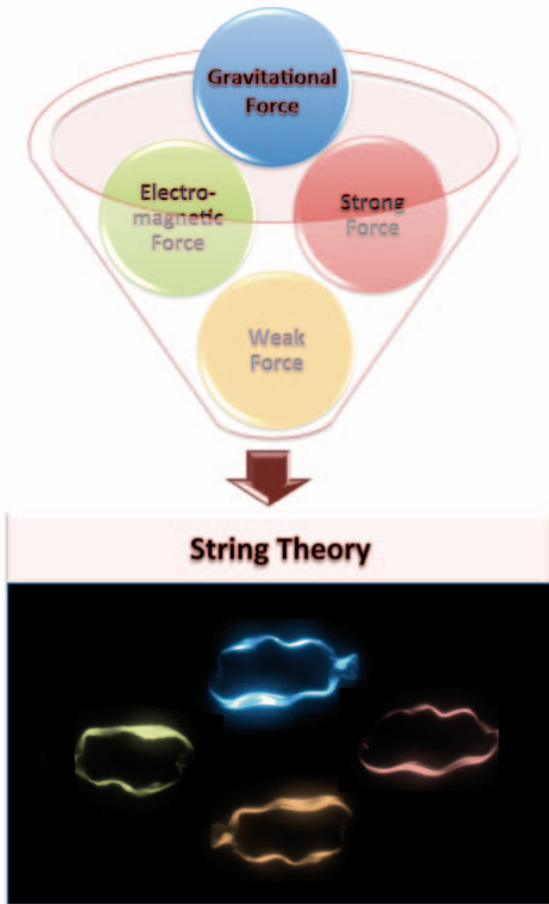 Gravitational
Force
Electro-
magnetic
Force
Strong
Force
Weak
Force
String Theory